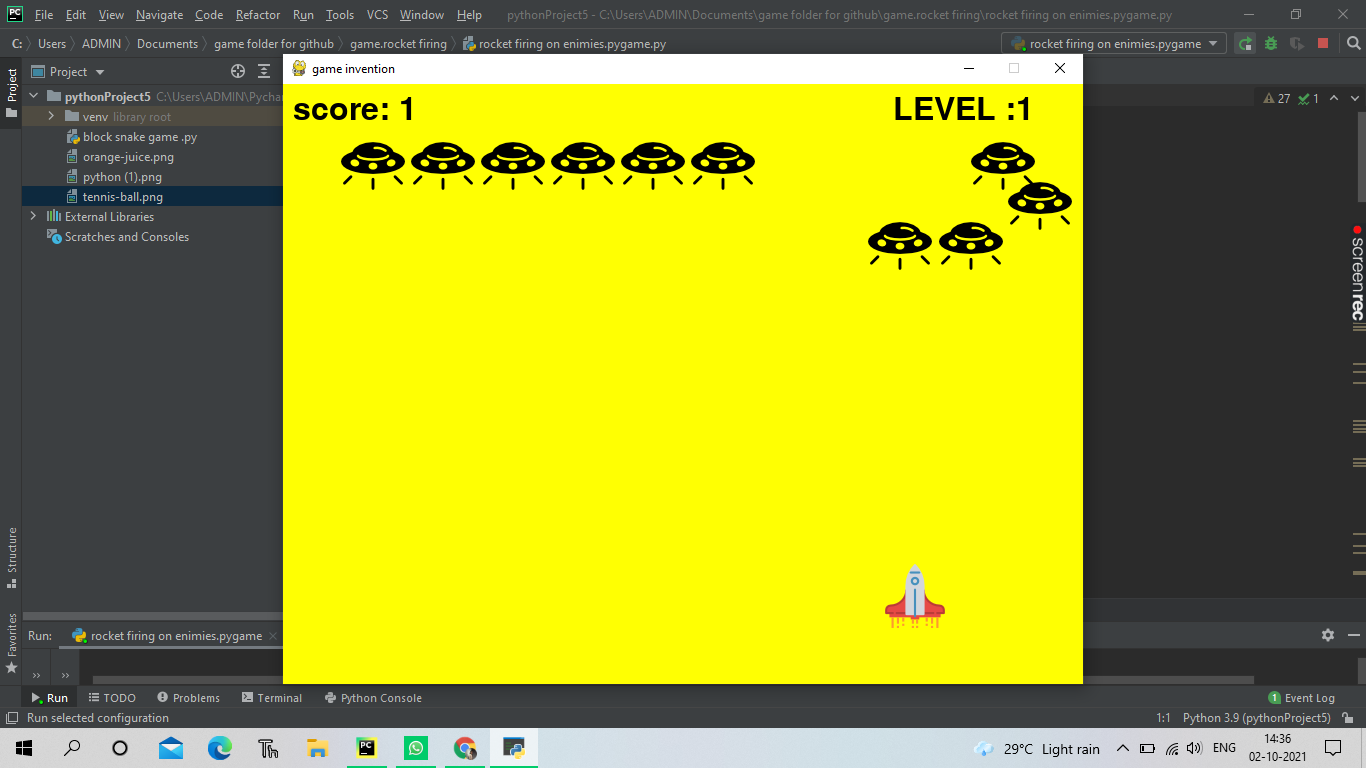 PC File Edit View Navigate Code Refactor Run Tools VCS Window Help pythonProject5 - C:\Users\ADMIN\Documents\game folder for github\game.rocket firing\rocket firing on enimies.pygame.py
C: Users ADMIN Documents game folder for github game.rocket firing rocket firing on enimies.pygame.py rocket firing on enimies.pygame
Project
Project
game invention
pythonProject5 C:\Users\ADMIN\Pychar
27 1
venv library root
block snake game .py
orange-juice.png
python (1).png
tennis-ball.png
External Libraries
Scratches and Consoles
score: 1 LEVEL :1
screenrec
Structure
Favorites
Run: rocket firing on enimies.pygame
Run TODO Problems Terminal Python Console 1 Event Log
Run selected configuration 1:1 Python 3.9 (pythonProject5)
PC 29°C Light rain ENG 14:36
02-10-2021